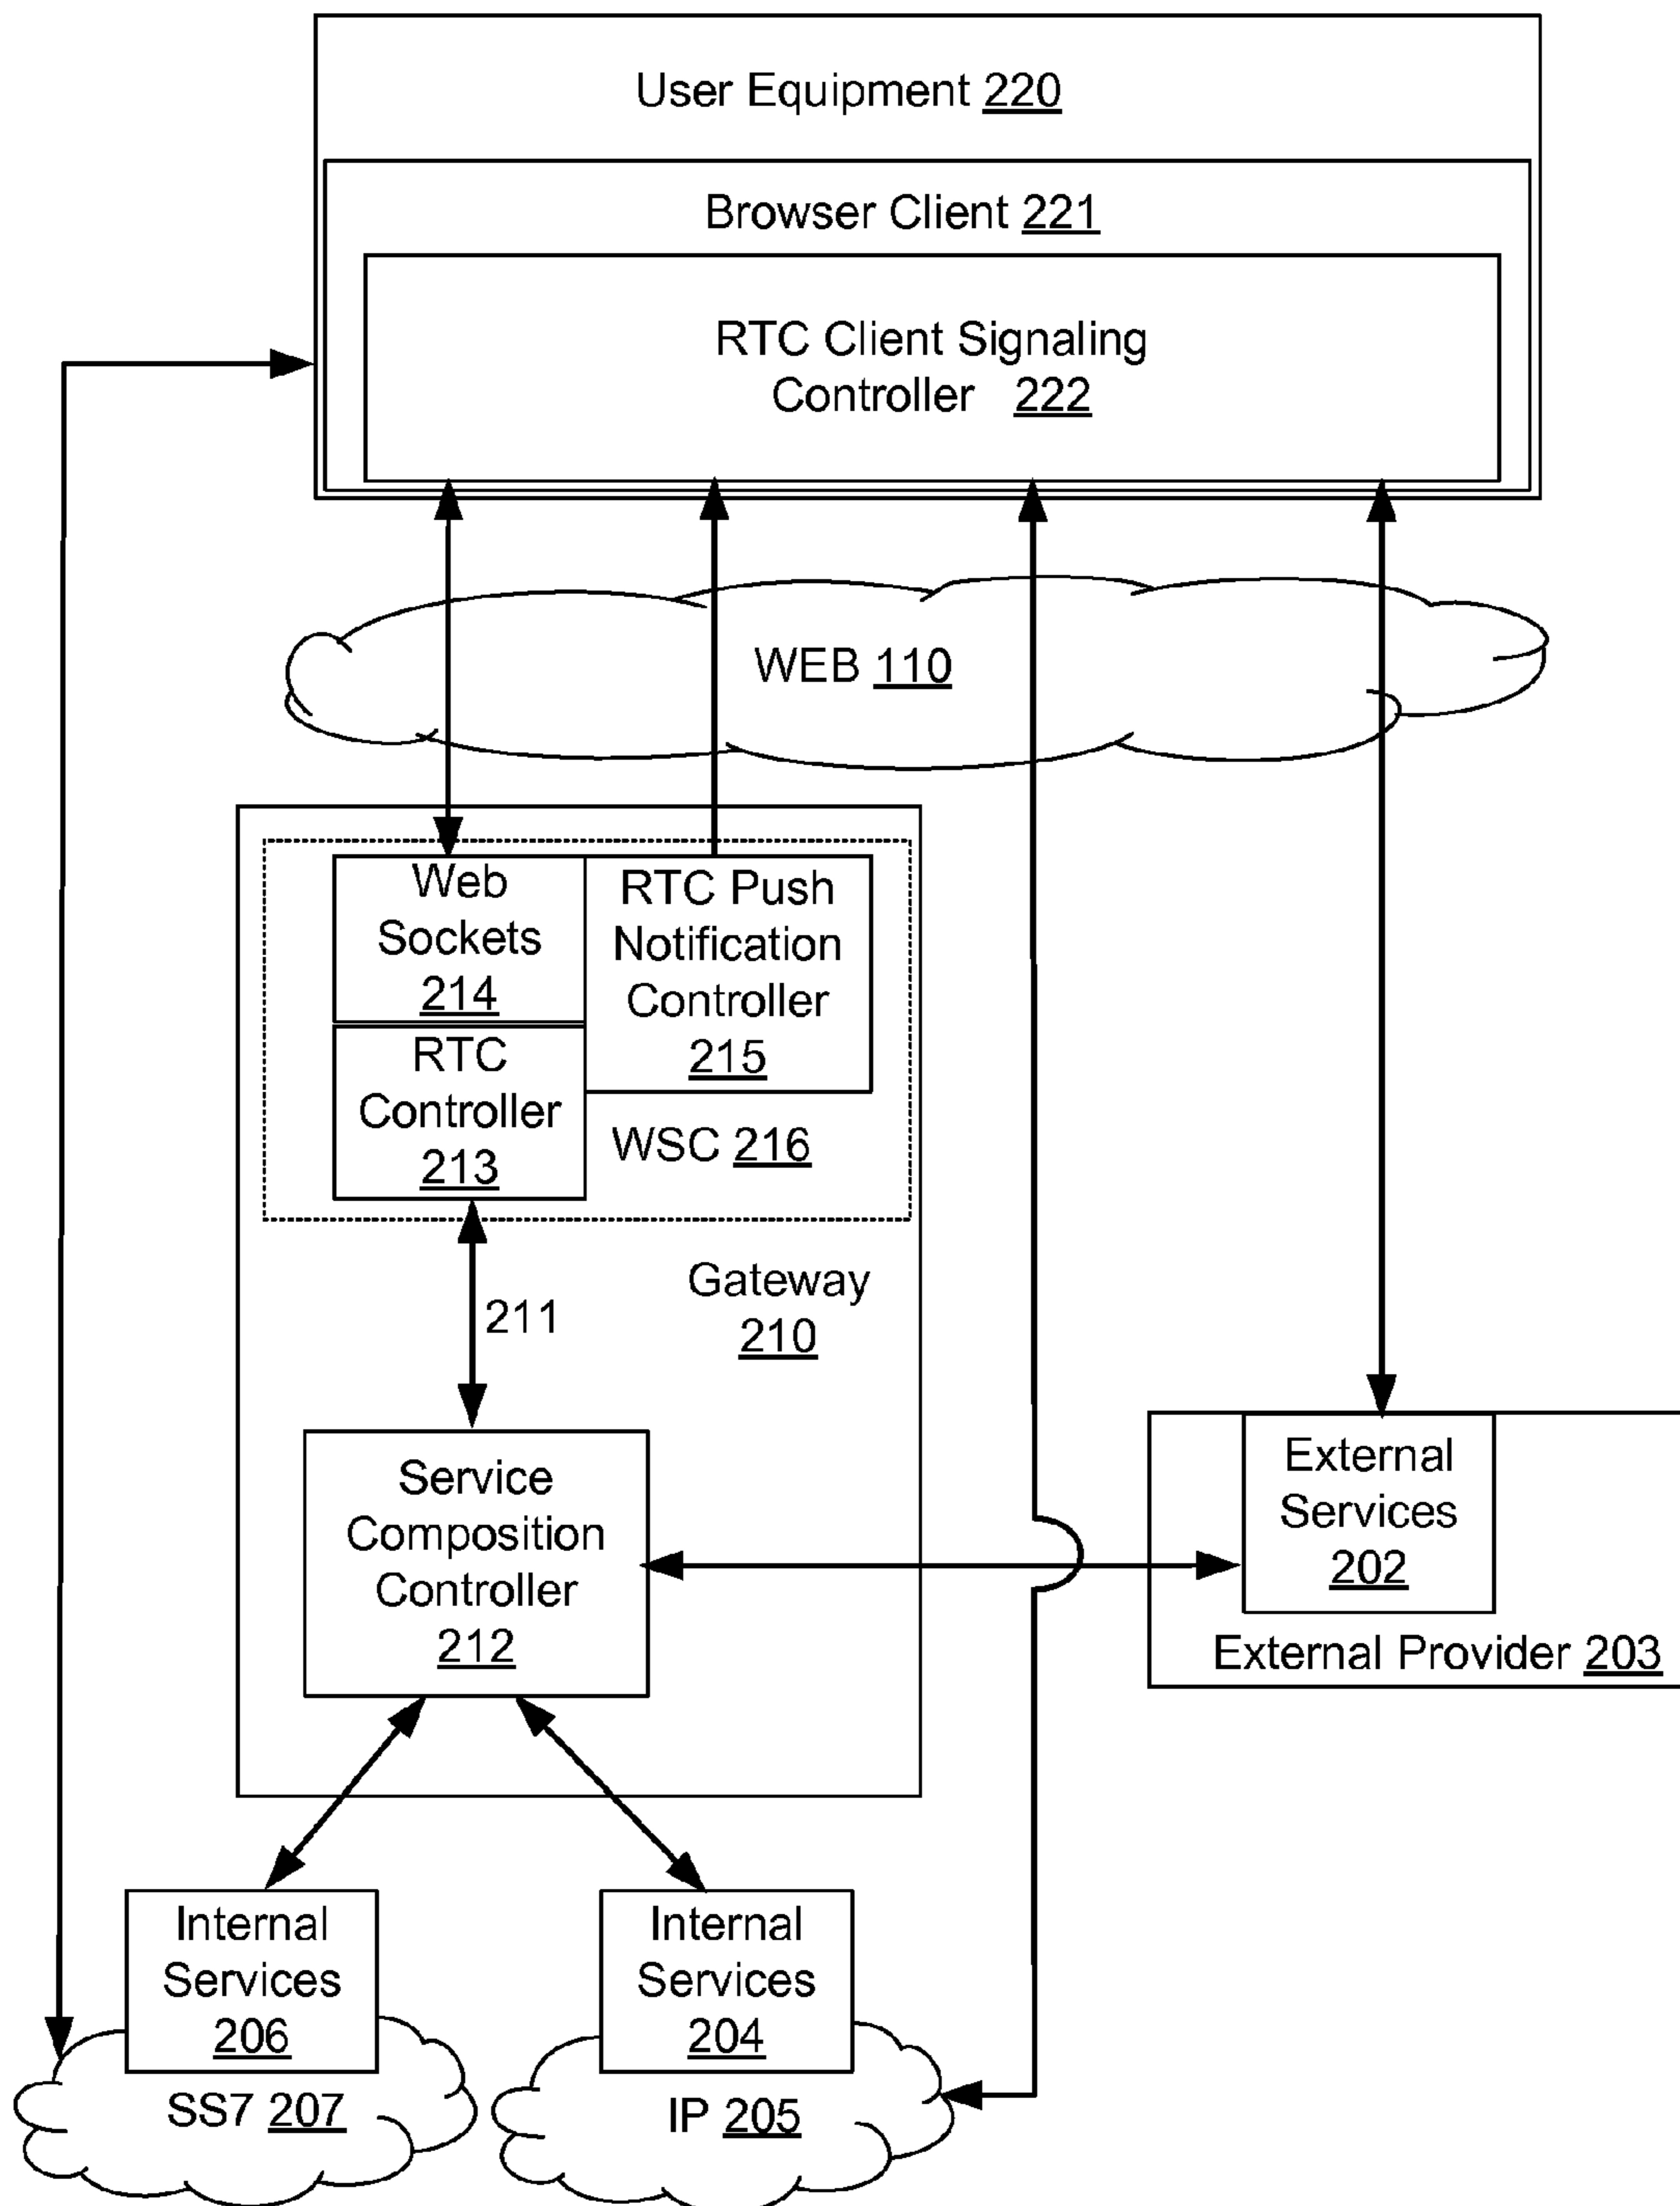 User Equipment 220
Browser Client 221
RTC Client Signaling
Controller 222
WEB 110
Web
Sockets
214
RTC Push
Notification
Controller
215
RTC
Controller
213
WSC 216
Gateway
210
211
Service
Composition
Controller
212
External
Services
202
External Provider 203
Internal
Services
206
SS7 207
Internal
Services
204
IP 205